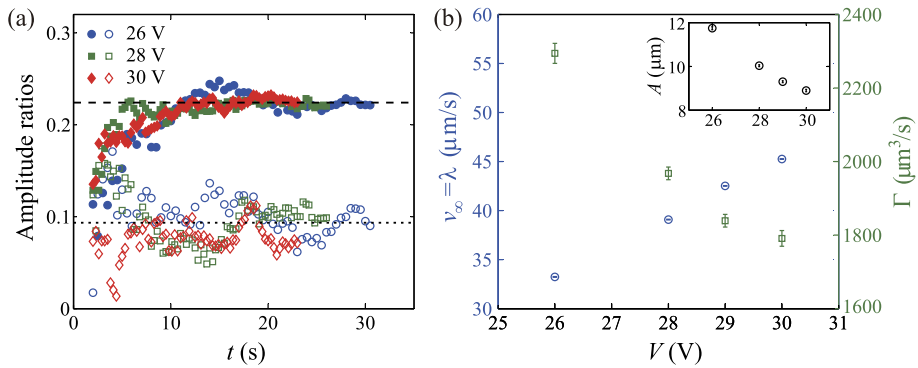 (a)
0.3
0.2
0.1
0
Amplitude ratios
26 V
28 V
30 V
0 10 20 30
t (s)
(b)
60
55
50
45
40
35
30
v∞=λ (μm/s)
25 26 27 28 29 30 31
V (V)
2400
2200
2000
1800
1600
Γ (μm³/s)
12
10
8
A (μm)
26 28 30